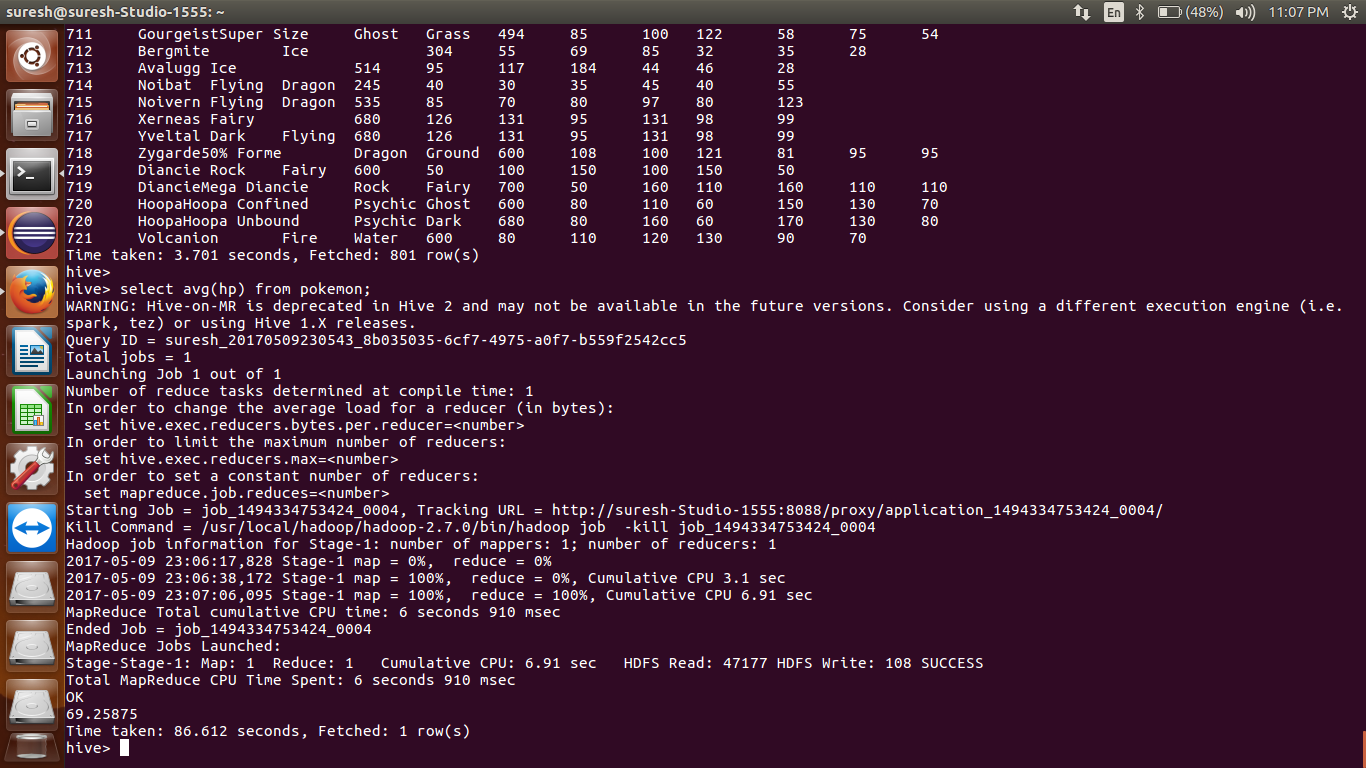 suresh@suresh-Studio-1555: ~ En (48%) 11:07 PM
711 GourgeistSuper Size Ghost Grass 494 85 100 122 58 75 54
712 Bergmite Ice 304 55 69 85 32 35 28
713 Avalugg Ice 514 95 117 184 44 46 28
714 Noibat Flying Dragon 245 40 30 35 45 40 55
715 Noivern Flying Dragon 535 85 70 80 97 80 123
716 Xerneas Fairy 680 126 131 95 131 98 99
717 Yveltal Dark Flying 680 126 131 95 131 98 99
718 Zygarde50% Forme Dragon Ground 600 108 100 121 81 95 95
719 Diancie Rock Fairy 600 50 100 150 100 150 50
719 DiancieMega Diancie Rock Fairy 700 50 160 110 160 110 110
720 HoopaHoopa Confined Psychic Ghost 600 80 110 60 150 130 70
720 HoopaHoopa Unbound Psychic Dark 680 80 160 60 170 130 80
721 Volcanion Fire Water 600 80 110 120 130 90 70
Time taken: 3.701 seconds, Fetched: 801 row(s)
hive>
hive> select avg(hp) from pokemon;
WARNING: Hive-on-MR is deprecated in Hive 2 and may not be available in the future versions. Consider using a different execution engine (i.e.
spark, tez) or using Hive 1.X releases.
Query ID = suresh_20170509230543_8b035035-6cf7-4975-a0f7-b559f2542cc5
Total jobs = 1
Launching Job 1 out of 1
Number of reduce tasks determined at compile time: 1
In order to change the average load for a reducer (in bytes):
  set hive.exec.reducers.bytes.per.reducer=<number>
In order to limit the maximum number of reducers:
  set hive.exec.reducers.max=<number>
In order to set a constant number of reducers:
  set mapreduce.job.reduces=<number>
Starting Job = job_1494334753424_0004, Tracking URL = http://suresh-Studio-1555:8088/proxy/application_1494334753424_0004/
Kill Command = /usr/local/hadoop/hadoop-2.7.0/bin/hadoop job  -kill job_1494334753424_0004
Hadoop job information for Stage-1: number of mappers: 1; number of reducers: 1
2017-05-09 23:06:17,828 Stage-1 map = 0%,  reduce = 0%
2017-05-09 23:06:38,172 Stage-1 map = 100%,  reduce = 0%, Cumulative CPU 3.1 sec
2017-05-09 23:07:06,095 Stage-1 map = 100%,  reduce = 100%, Cumulative CPU 6.91 sec
MapReduce Total cumulative CPU time: 6 seconds 910 msec
Ended Job = job_1494334753424_0004
MapReduce Jobs Launched:
Stage-Stage-1: Map: 1  Reduce: 1   Cumulative CPU: 6.91 sec   HDFS Read: 47177 HDFS Write: 108 SUCCESS
Total MapReduce CPU Time Spent: 6 seconds 910 msec
OK
69.25875
Time taken: 86.612 seconds, Fetched: 1 row(s)
hive>